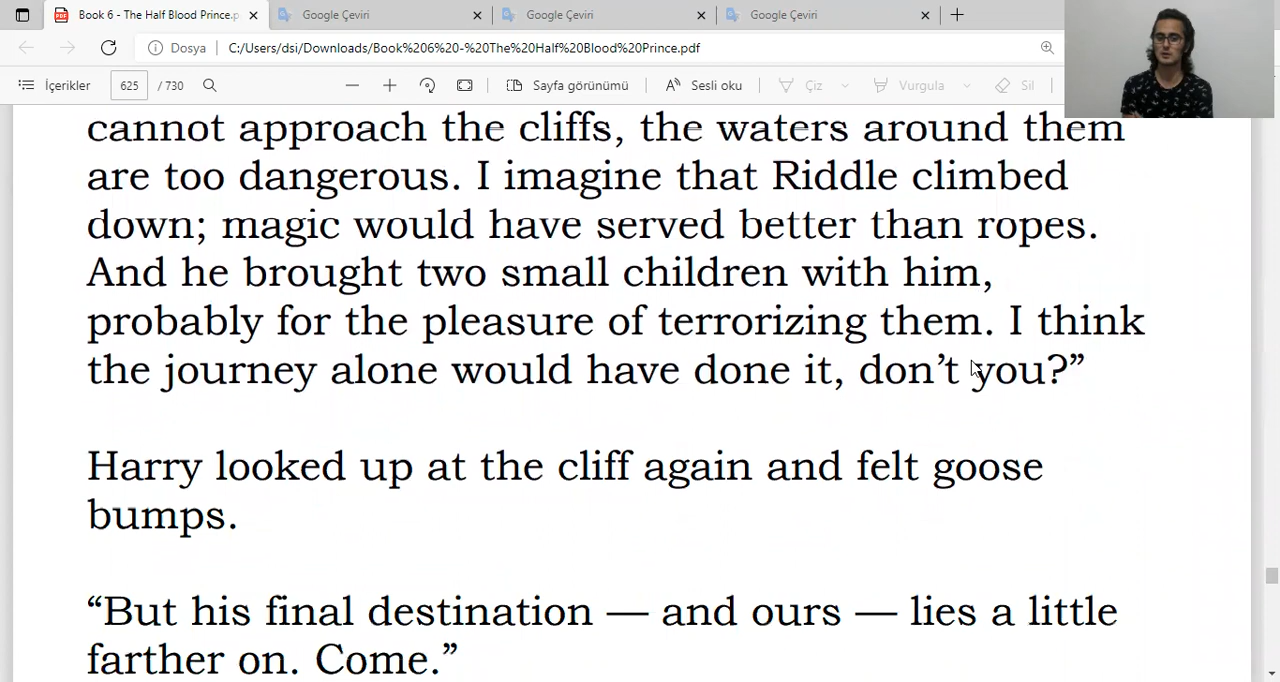 Book 6 - The Half Blood Prince.p
Google Çeviri
Google Çeviri
Google Çeviri
Dosya
C:/Users/dsi/Downloads/Book%206%20-%20The%20Half%20Blood%20Prince.pdf
İçerikler
625
/ 730
Sayfa görünümü
Sesli oku
Çiz
Vurgula
Sil
cannot approach the cliffs, the waters around them
are too dangerous. I imagine that Riddle climbed
down; magic would have served better than ropes.
And he brought two small children with him,
probably for the pleasure of terrorizing them. I think
the journey alone would have done it, don’t you?”
Harry looked up at the cliff again and felt goose
bumps.
“But his final destination — and ours — lies a little
farther on. Come.”